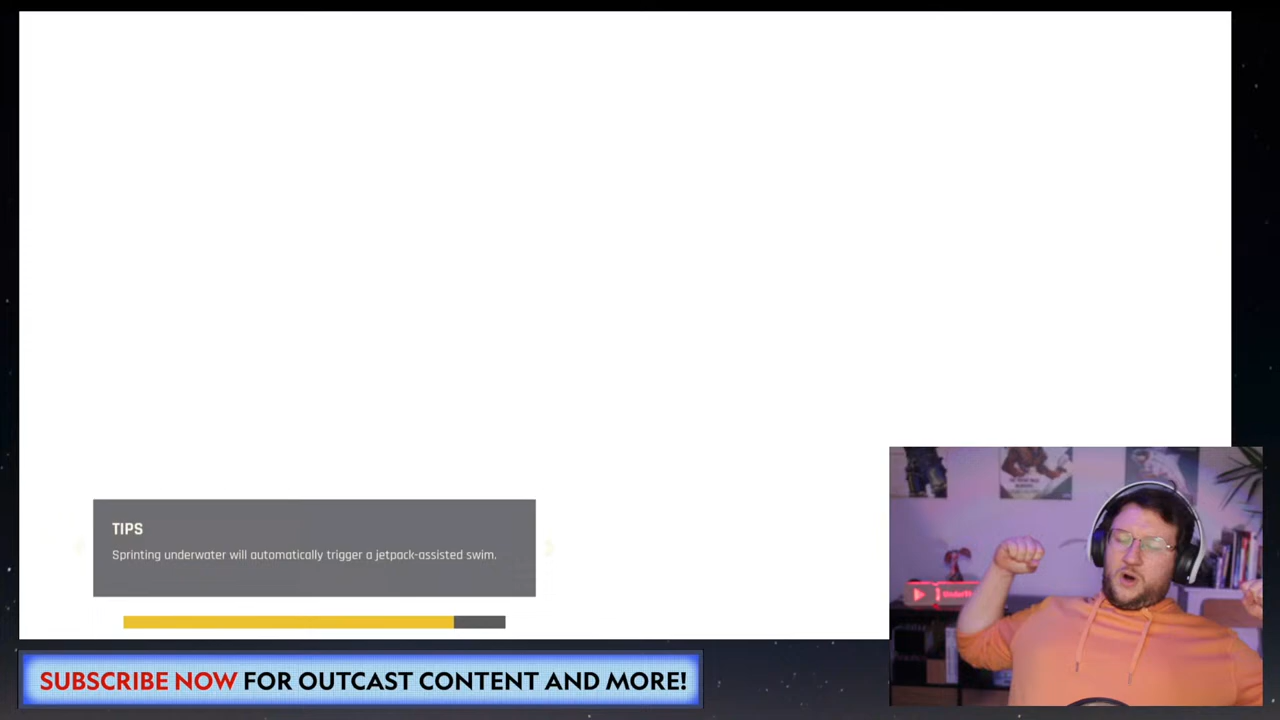 TIPS
Sprinting underwater will automatically trigger a jetpack-assisted swim.
SUBSCRIBE NOW FOR OUTCAST CONTENT AND MORE!